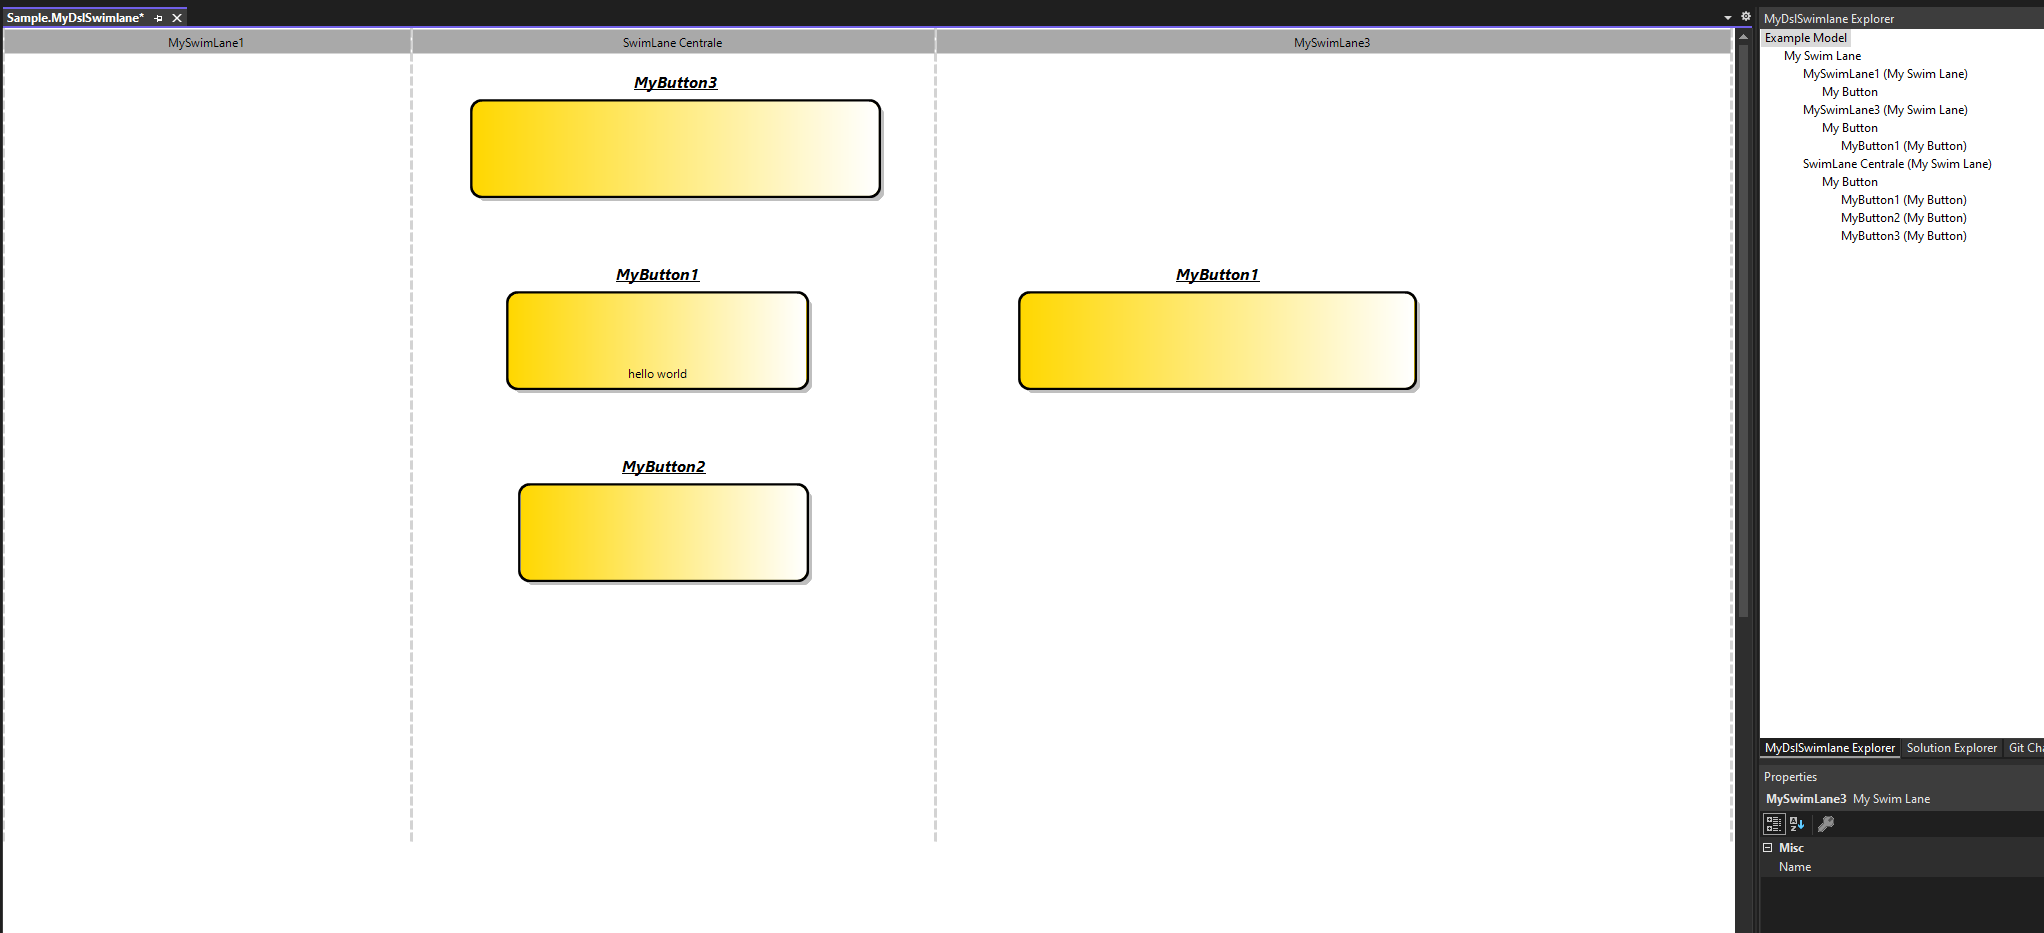 Sample.MyDslSwimlane*
MySwimLane1
SwimLane Centrale
MySwimLane3
MyButton3
MyButton1
hello world
MyButton1
MyButton2
MyDslSwimlane Explorer
Example Model
My Swim Lane
MySwimLane1 (My Swim Lane)
My Button
MySwimLane3 (My Swim Lane)
My Button
MyButton1 (My Button)
SwimLane Centrale (My Swim Lane)
My Button
MyButton1 (My Button)
MyButton2 (My Button)
MyButton3 (My Button)
MyDslSwimlane Explorer Solution Explorer Git Cha
Properties
MySwimLane3 My Swim Lane
Misc
Name